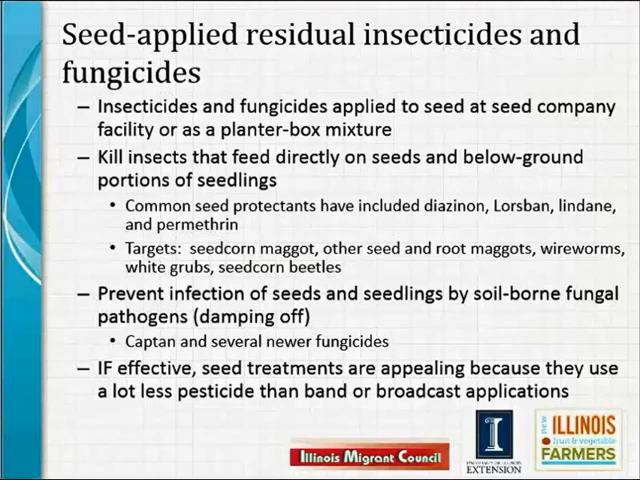 Seed-applied residual insecticides and
fungicides
– Insecticides and fungicides applied to seed at seed company
facility or as a planter-box mixture
– Kill insects that feed directly on seeds and below-ground
portions of seedlings
• Common seed protectants have included diazinon, Lorsban, lindane,
and permethrin
• Targets: seedcorn maggot, other seed and root maggots, wireworms,
white grubs, seedcorn beetles
– Prevent infection of seeds and seedlings by soil-borne fungal
pathogens (damping off)
• Captan and several newer fungicides
– IF effective, seed treatments are appealing because they use
a lot less pesticide than band or broadcast applications
Illinois Migrant Council
I
UNIVERSITY OF ILLINOIS
EXTENSION
new
ILLINOIS
fruit & vegetable
FARMERS